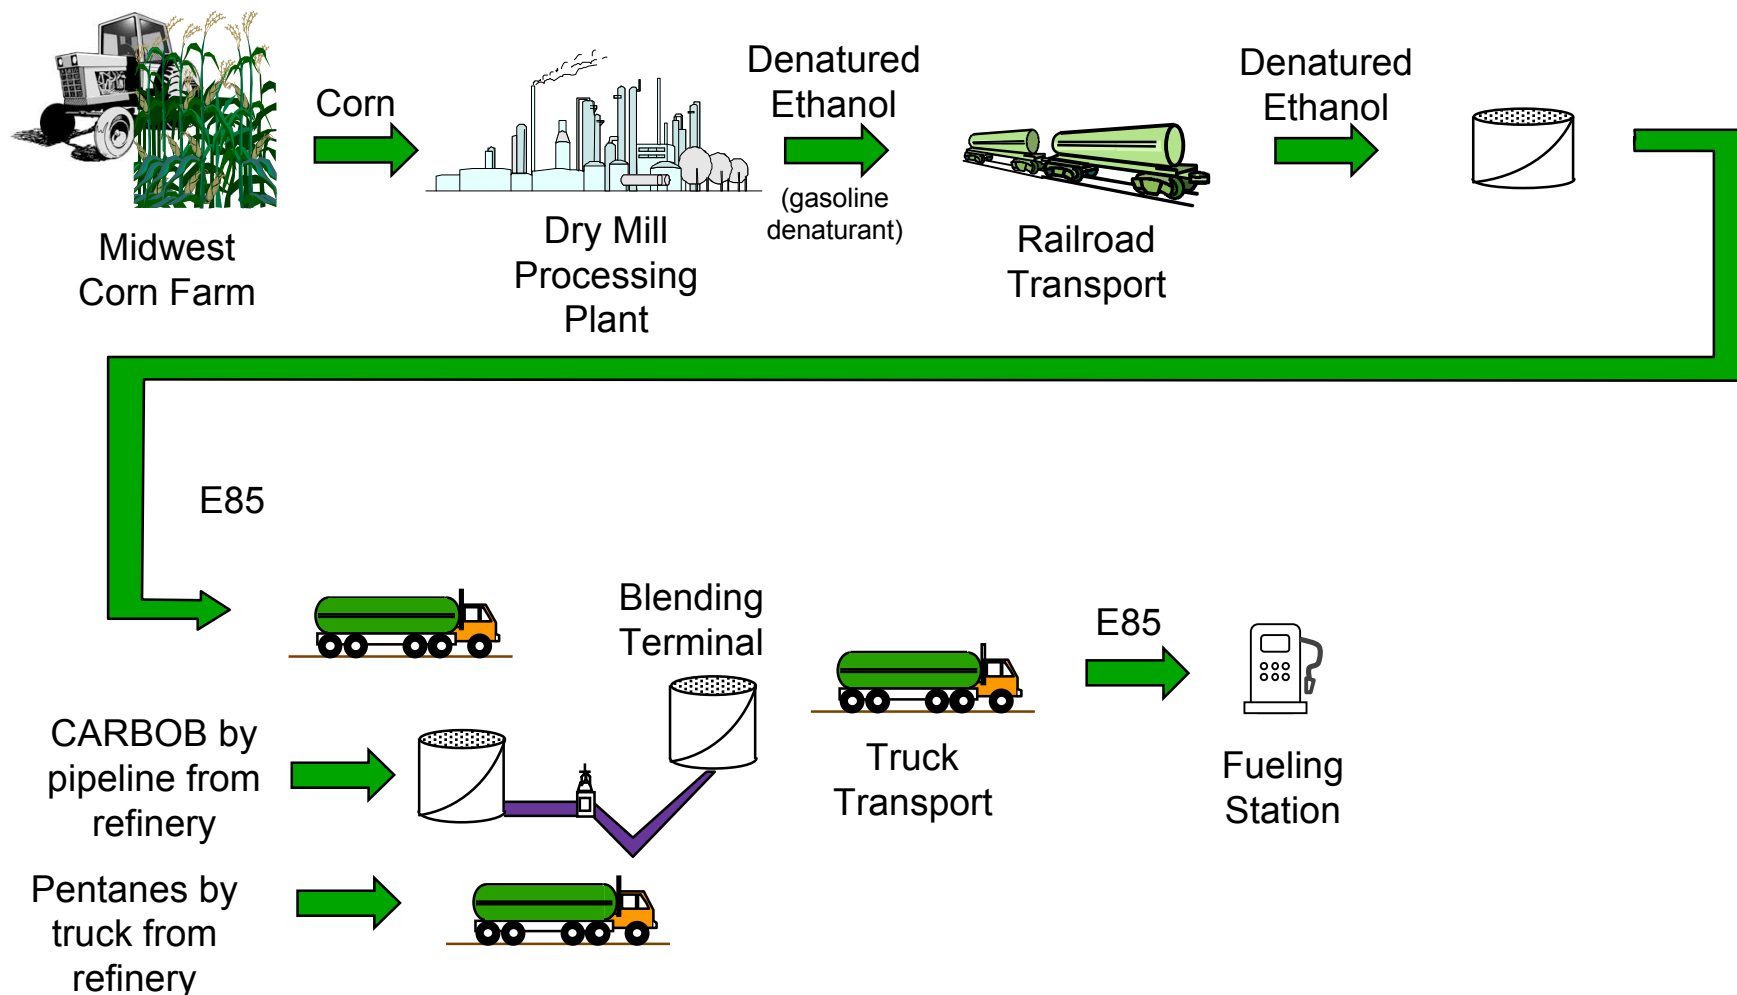 Corn
Denatured
Ethanol
(gasoline
denaturant)
Denatured
Ethanol
Midwest
Corn Farm
Dry Mill
Processing
Plant
Railroad
Transport
E85
Blending
Terminal
E85
CARBOB by
pipeline from
refinery
Truck
Transport
Fueling
Station
Pentanes by
truck from
refinery